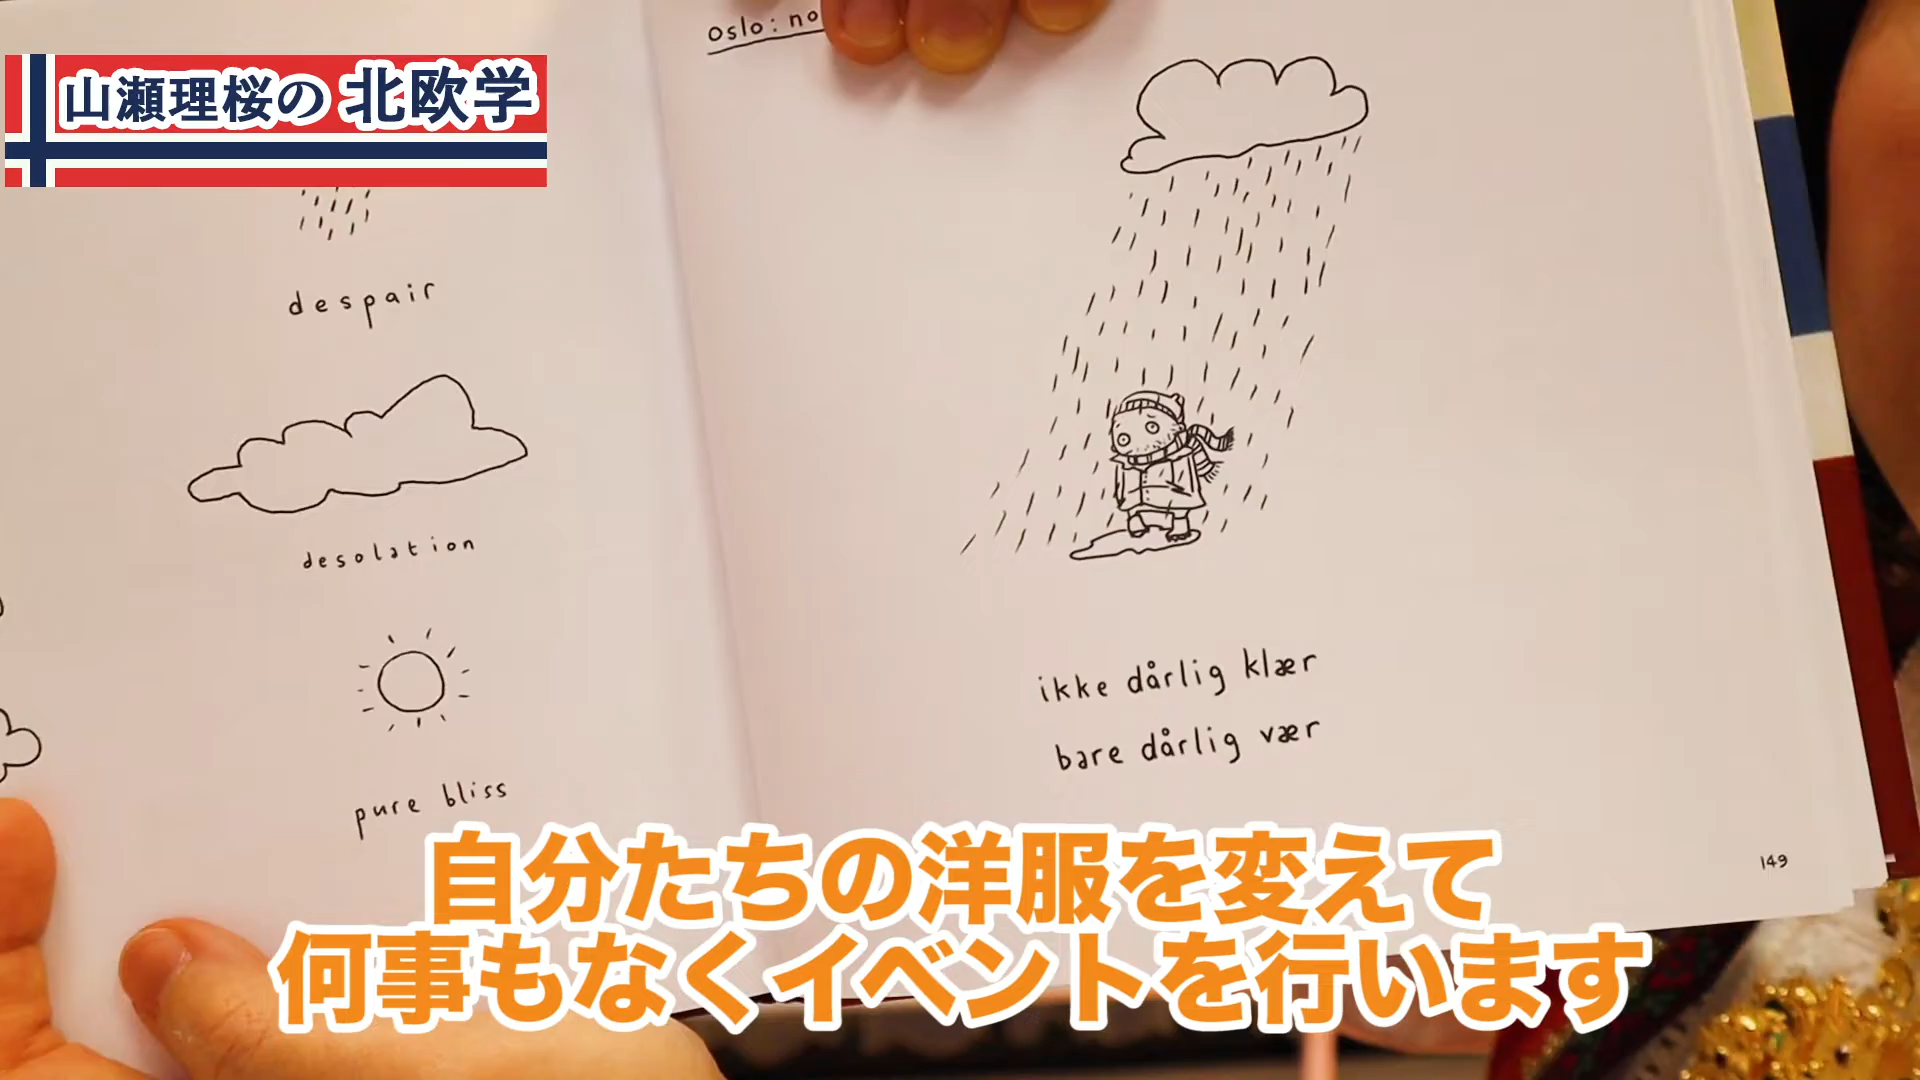 山瀬理桜の北欧学
despair
desolation
pure bliss
oslo: no
ikke dårlig klær
bare dårlig vær
149
自分たちの洋服を変えて
何事もなくイベントを行います